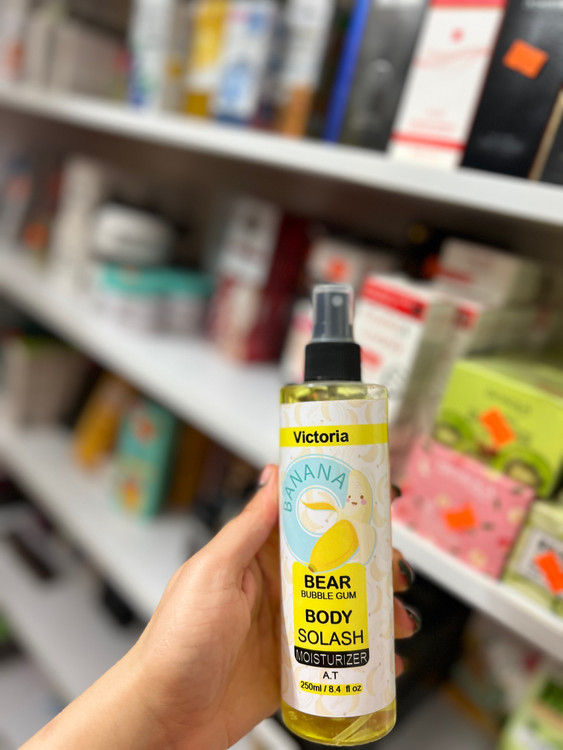 Victoria
BANANA
BEAR
BUBBLE GUM
BODY
SOLASH
MOISTURIZER
A.T
250ml / 8.4 fl oz